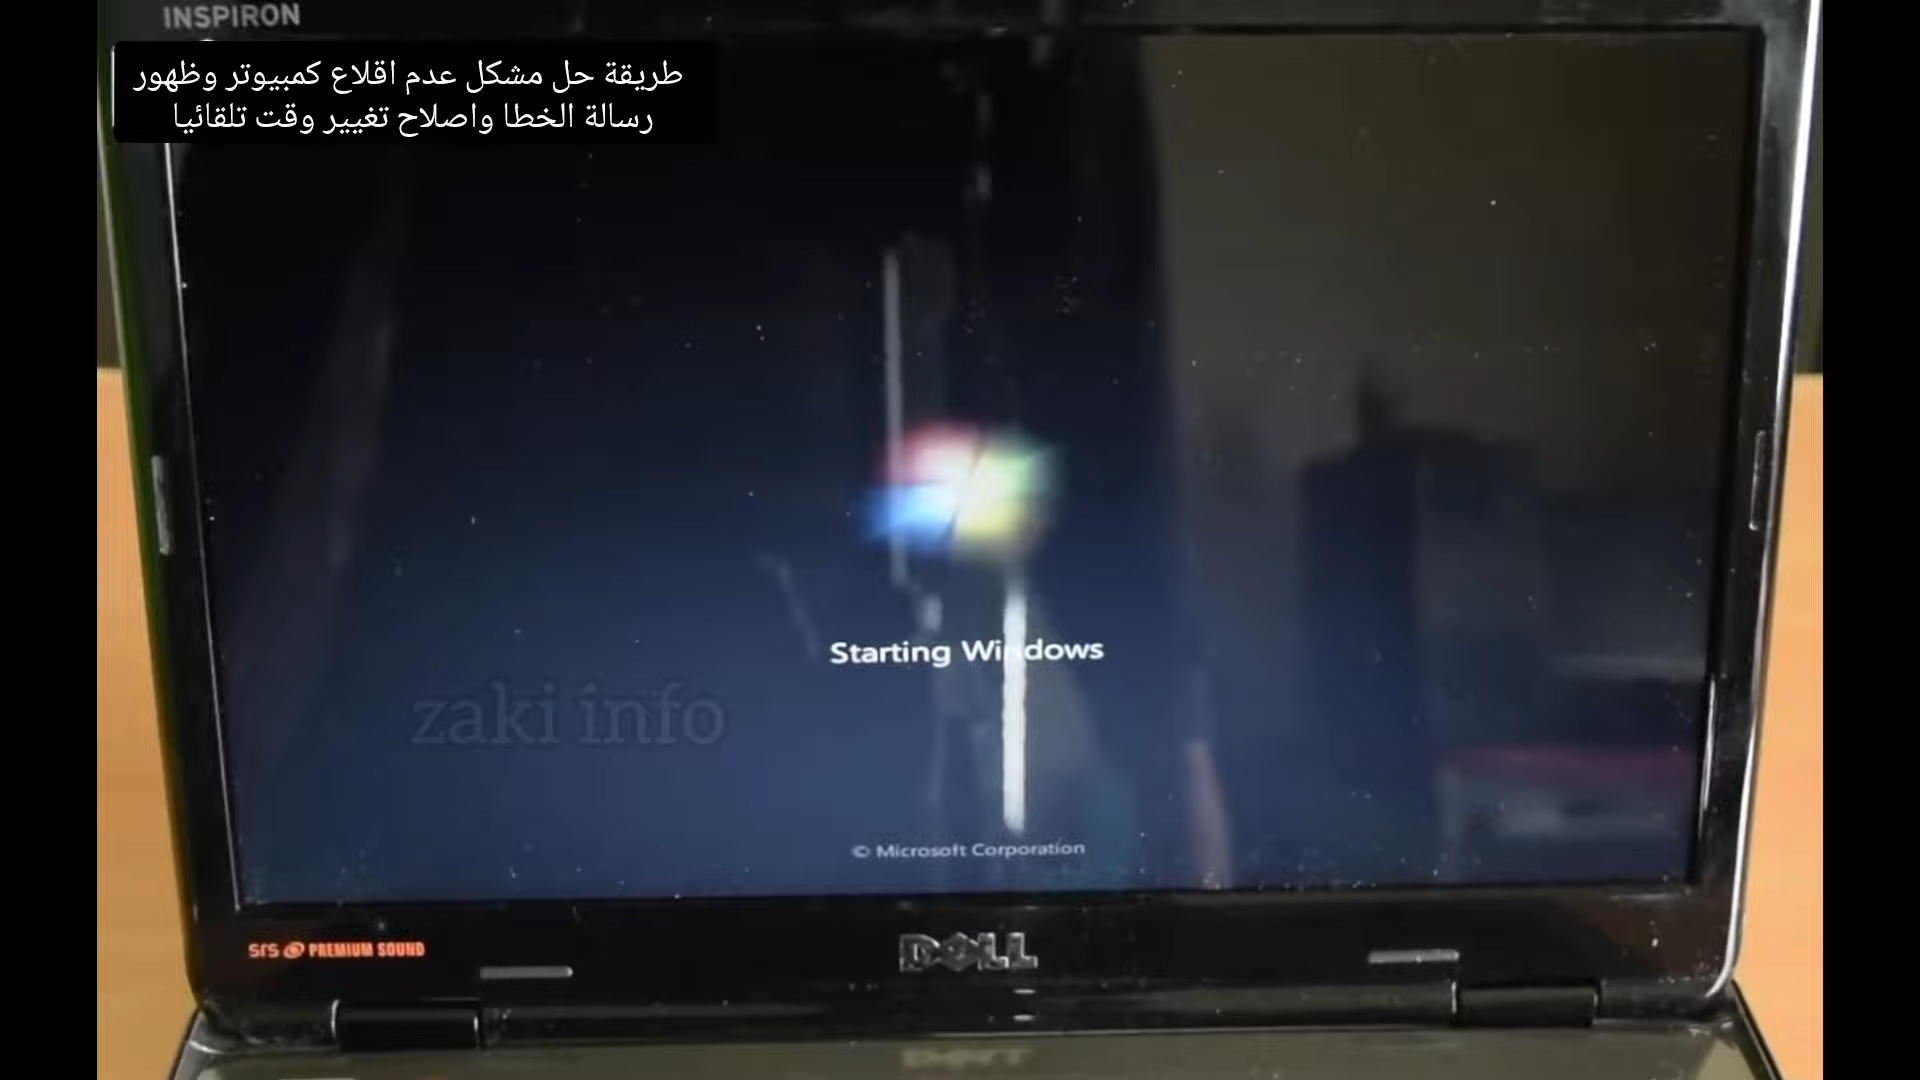 INSPIRON
طريقة حل مشكل عدم اقلاع كمبيوتر وظهور
رسالة الخطا واصلاح تغيير وقت تلقائيا
Starting Windows
zaki info
© Microsoft Corporation
SrS PREMIUM SOUND
DELL